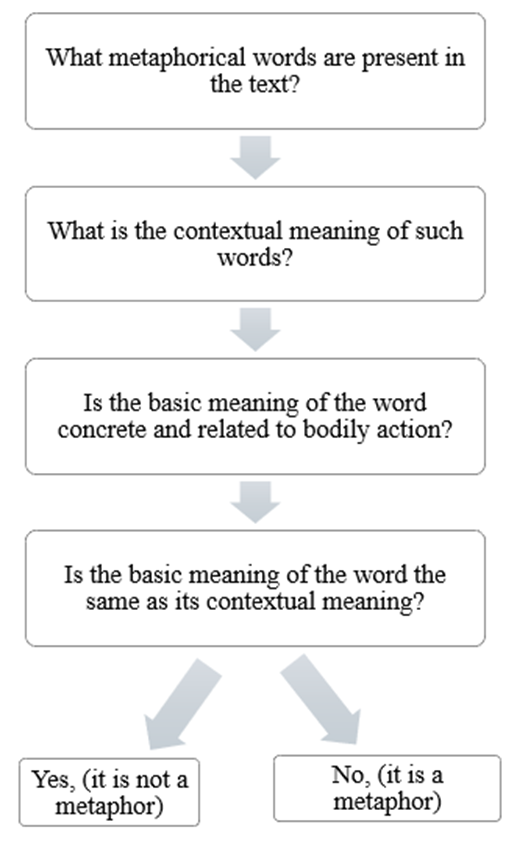 What metaphorical words are present in
the text?
What is the contextual meaning of such
words?
Is the basic meaning of the word
concrete and related to bodily action?
Is the basic meaning of the word the
same as its contextual meaning?
Yes, (it is not a
metaphor)
No, (it is a
metaphor)